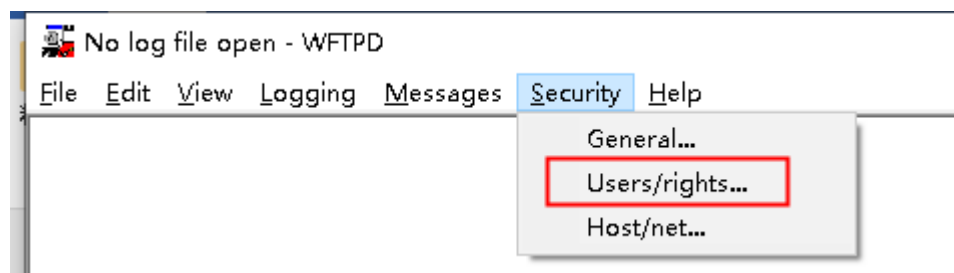 No log file open - WFTPD
File Edit View Logging Messages Security Help
General...
Users/rights...
Host/net...